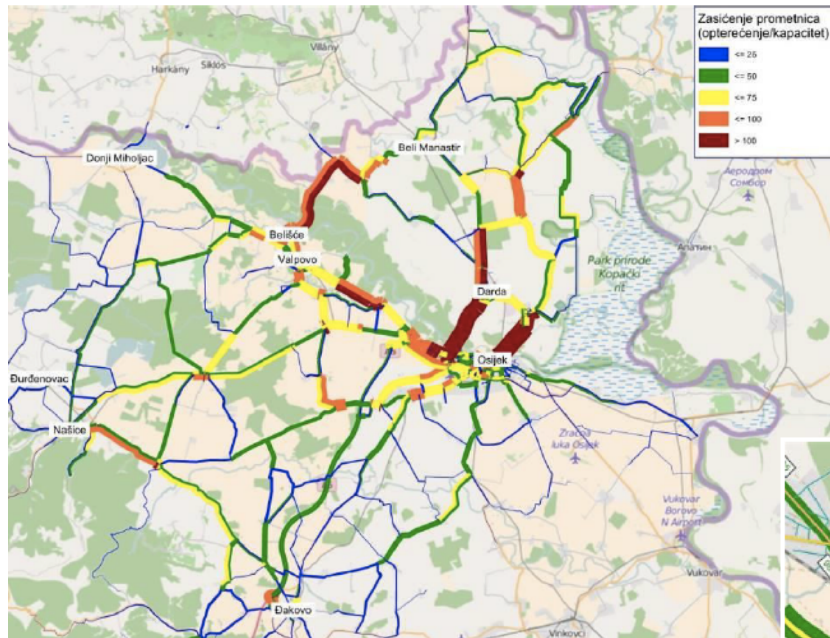 Zasićenje prometnica
(opterećenje/kapacitet)
<= 25
<= 50
<= 75
<= 100
> 100
Villány
Siklós
Harkány
Beli Manastir
Donji Miholjac
Аеродром
Сомбор
Belišće
Valpovo
Апатин
Park prirode
Kopački
rit
Darda
Osijek
Đurđenovac
Našice
Zračna
luka Osijek
Vukovar
Borovo
N Airport
Vukovar
Đakovo
Vinkovci